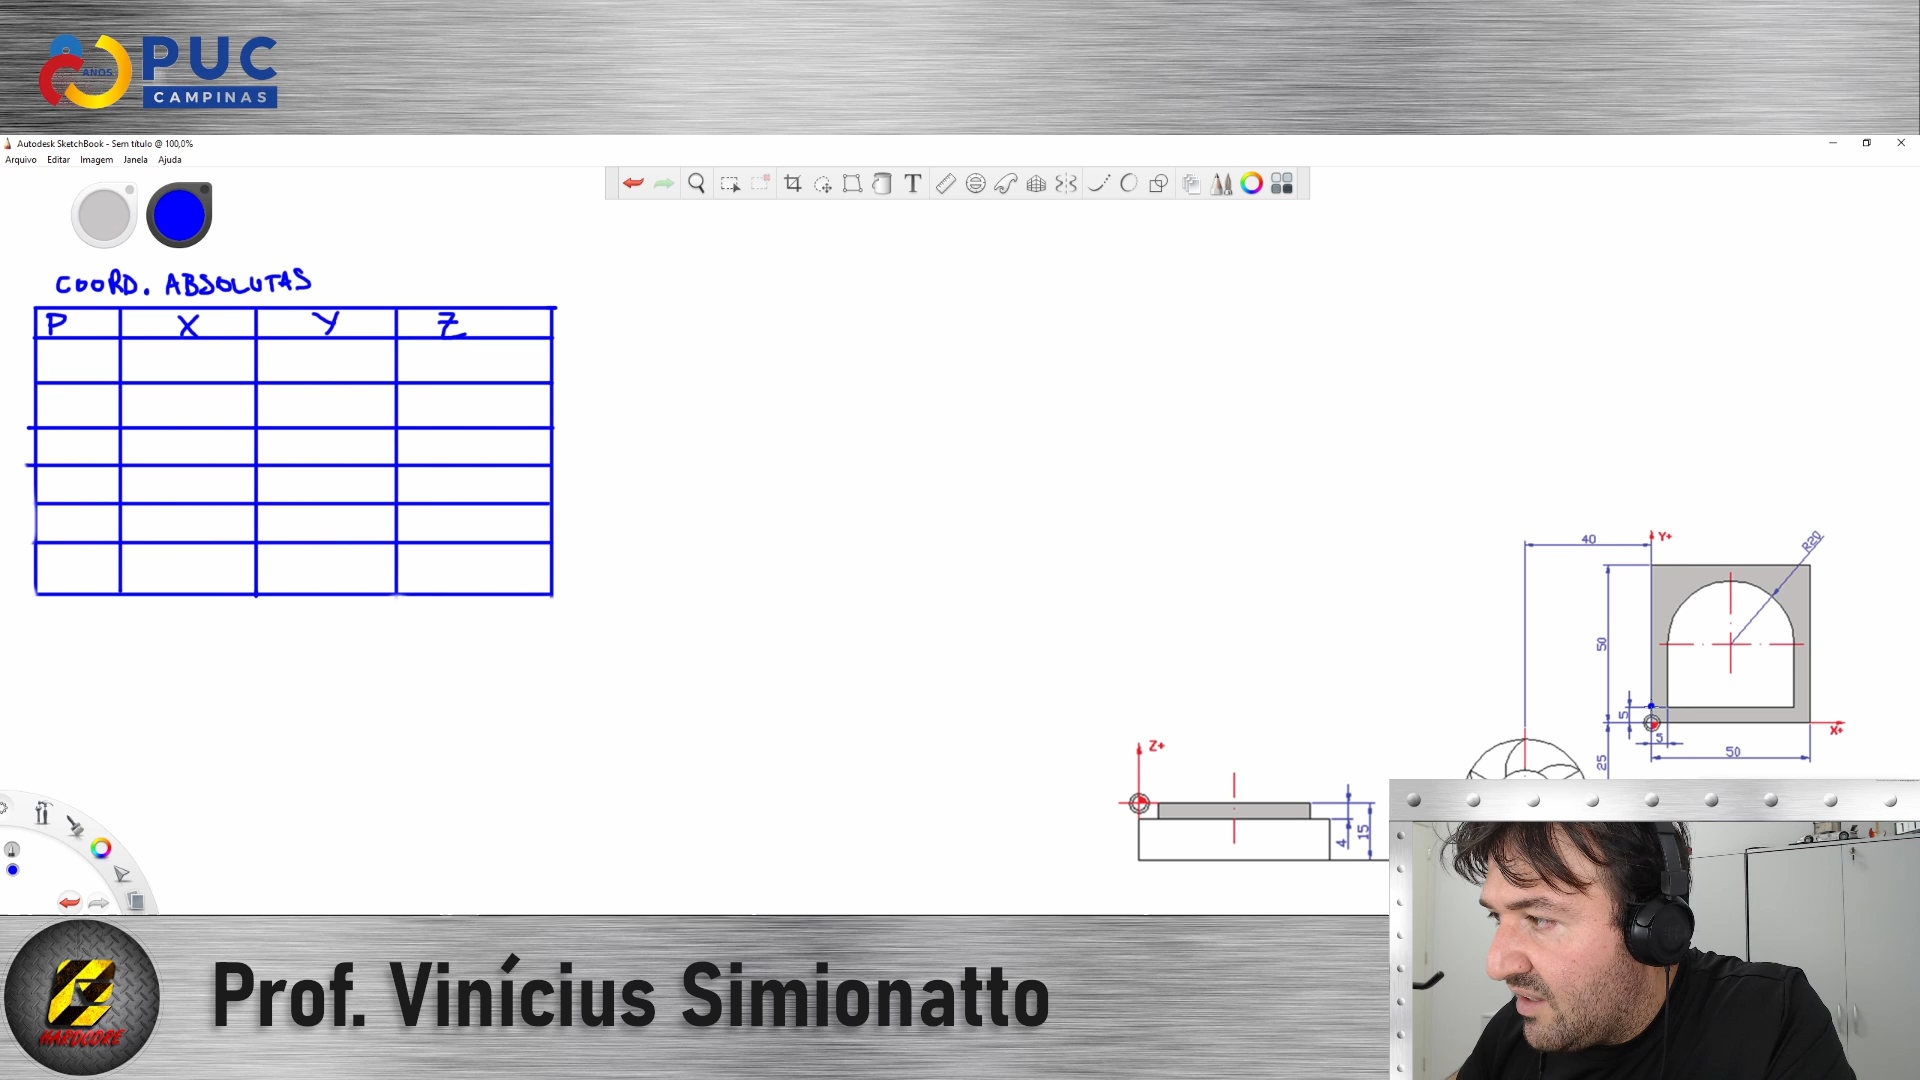 ANOS
PUC
CAMPINAS
Autodesk SketchBook - Sem título @ 100,0%
Arquivo Editar Imagem Janela Ajuda
T
COORD. ABSOLUTAS
P X Y Z
40
Y+
R20
50
5
5
X+
50
25
Z+
4
15
HARDCORE
Prof. Vinícius Simionatto